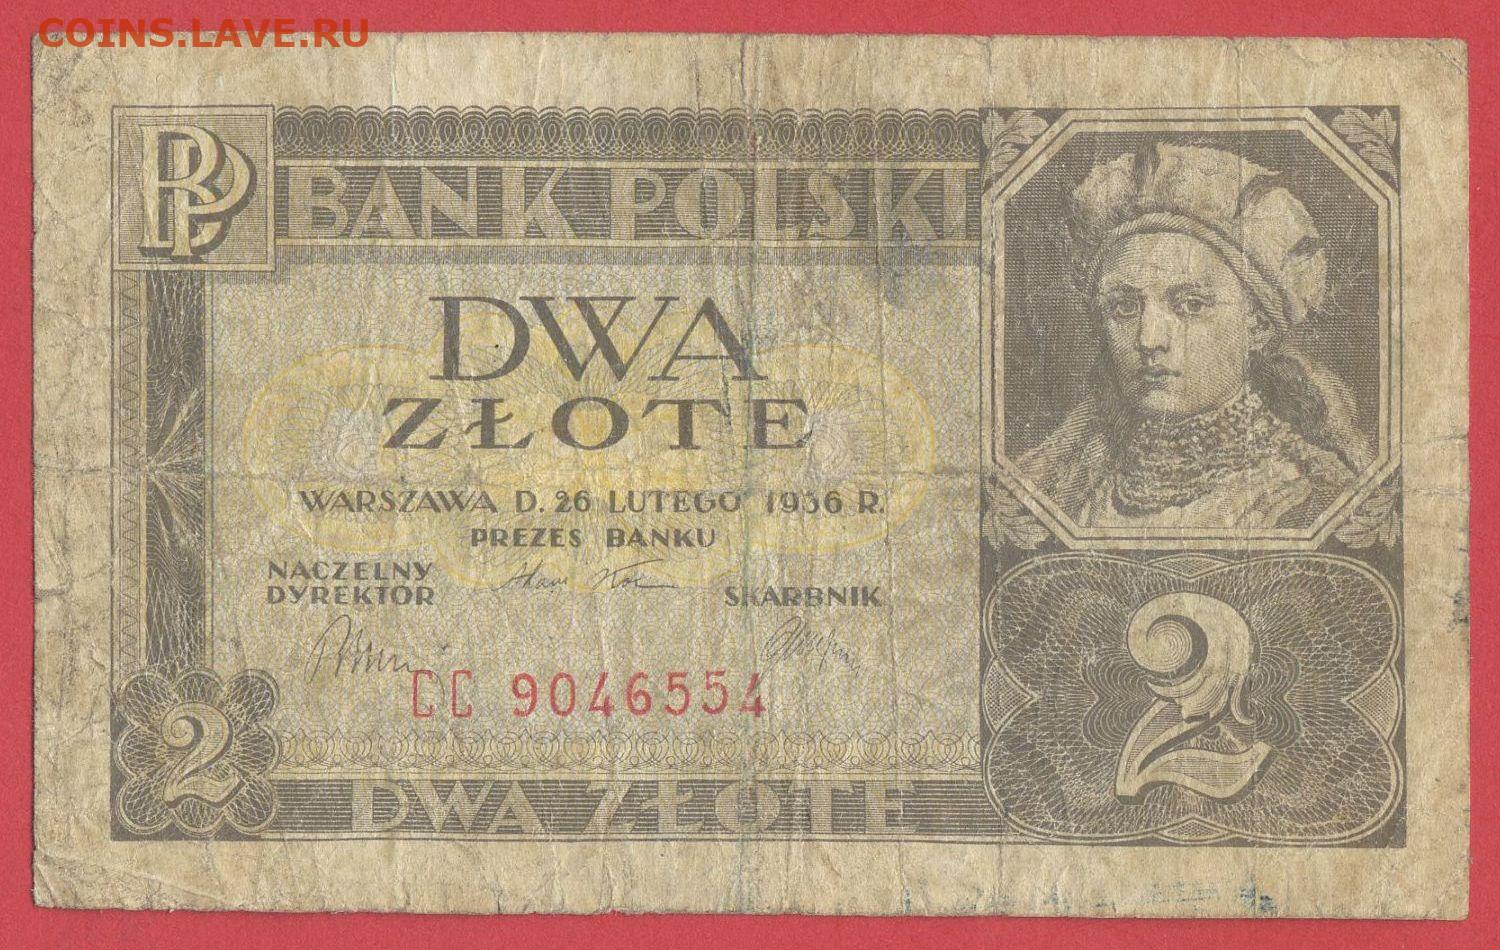 COINS.LAVE.RU
BP
BANK POLSKI
DWA
ZŁOTE
WARSZAWA D. 26 LUTEGO 1936 R.
PREZES BANKU
NACZELNY
DYREKTOR
SKARBNIK
CC 9046554
2
2
DWA ZŁOTE